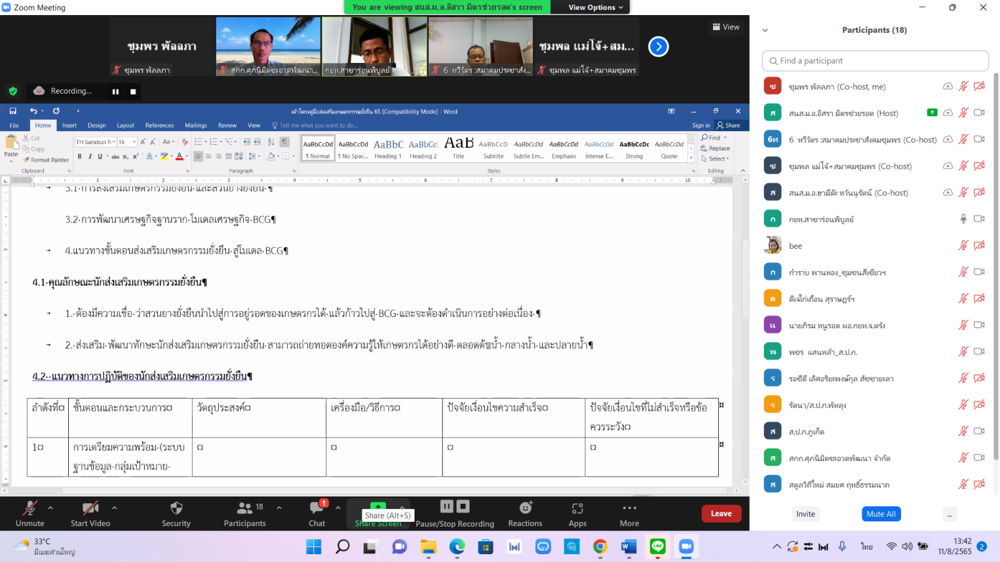 Zoom Meeting
You are viewing สนส.ม.อ.อิสรา มิตรช่วยรอด's screen
View Options
ชุมพร พัลลภา
ชุมพร พัลลภา
สกก.ศุภนิมิตชะอวดพัฒนา...
กยท.สาขาร่อนพิบูลย์
6 ทวีวัตร :สมาคมประชาสัง...
ชุมพล แม่โจ้+สม...
ชุมพล แม่โจ้+สมาคมชุมพร
View
Recording...
เค้าโครงคู่มือส่งเสริมเกษตรกรรมยั่งยืน 65 [Compatibility Mode] - Word
File Home Insert Design Layout References Mailings Review View Tell me what you want to do...
Sign in Share
Paste
Cut
Copy
Format Painter
Clipboard
TH Sarabun N 16
Font
Paragraph
AaBbCcDd AaBbCcDd AaBbC AaBbCc AaB AaBbCcD AaBbCcDd AaBbCcDd AaBbCcDd AaBbCcDc AaBbCcDd
¶ Normal ¶ No Spac... Heading 1 Heading 2 Title Subtitle Subtle Em... Emphasis Intense E... Strong Quote
Styles
Find
Replace
Select
Editing
3.1·การส่งเสริมเกษตรกรรมยั่งยืน·และสวนยางยั่งยืน·¶
3.2·การพัฒนาเศรษฐกิจฐานราก·โมเดลเศรษฐกิจ·BCG¶
4.แนวทางขั้นตอนส่งเสริมเกษตรกรรมยั่งยืน·สู่โมเดล·BCG¶
4.1·คุณลักษณะนักส่งเสริมเกษตรกรรมยั่งยืน¶
1.·ต้องมีความเชื่อ·ว่าสวนยางยั่งยืนนำไปสู่การอยู่รอดของเกษตรกรได้·แล้วก้าวไปสู่·BCG·และจะต้องดำเนินการอย่างต่อเนื่อง·¶
2.·ส่งเสริม·พัฒนาทักษะนักส่งเสริมเกษตรกรรมยั่งยืน·สามารถถ่ายทอดองค์ความรู้ให้เกษตรกรได้อย่างดี·ตลอดต้นน้ำ·กลางน้ำ·และปลายน้ำ¶
4.2··แนวทางการปฏิบัติของนักส่งเสริมเกษตรกรรมยั่งยืน¶
ลำดังที่¤ ขั้นตอนและกระบวนการ¤ วัตถุประสงค์¤ เครื่องมือ/วิธีการ¤ ปัจจัยเงื่อนไขความสำเร็จ¤ ปัจจัยเงื่อนไขที่ไม่สำเร็จหรือข้อ
ควรระวัง¤
1¤ การเตรียมความพร้อม·(ระบบ
ฐานข้อมูล-กลุ่มเป้าหมาย-
Unmute
Start Video
Security
Participants 18
Chat 1
Share (Alt+S)
Share Screen
Pause/Stop Recording
Reactions
Apps
More
Leave
Participants (18)
Find a participant
ช ชุมพร พัลลภา (Co-host, me)
ส สนส.ม.อ.อิสรา มิตรช่วยรอด (Host)
6ท 6 ทวีวัตร :สมาคมประชาสังคมชุมพร (Co-host)
ช ชุมพล แม่โจ้+สมาคมชุมพร (Co-host)
ส สนส.ม.อ.ฮามีด๊ะ หวันนุรัตน์ (Co-host)
ก กยท.สาขาร่อนพิบูลย์
bee
ก กำราบ พานทอง_ชุมชนสีเขียวฯ
ด ดีเจไก่เถื่อน สุราษฎร์ฯ
น นายภิรม หนูรอด ผอ.กยท.จ.ตรัง
พ พชร แสนหล้า_ส.ป.ก.
ร รอซีดี เลิศอริยะพงษ์กุล สัชชายะลา
ร รัตนา/ส.ป.ก.พัทลุง
ส ส,ป.ก.ภูเก็ต
ส สกก.ศุภนิมิตชะอวดพัฒนา จำกัด
ส สตูลวิถีใหม่ สมยศ ฤทธิ์ธรรมนาถ
Invite
Mute All
...
33°C
มีเมฆส่วนใหญ่
ไทย
13:42
11/8/2565
2